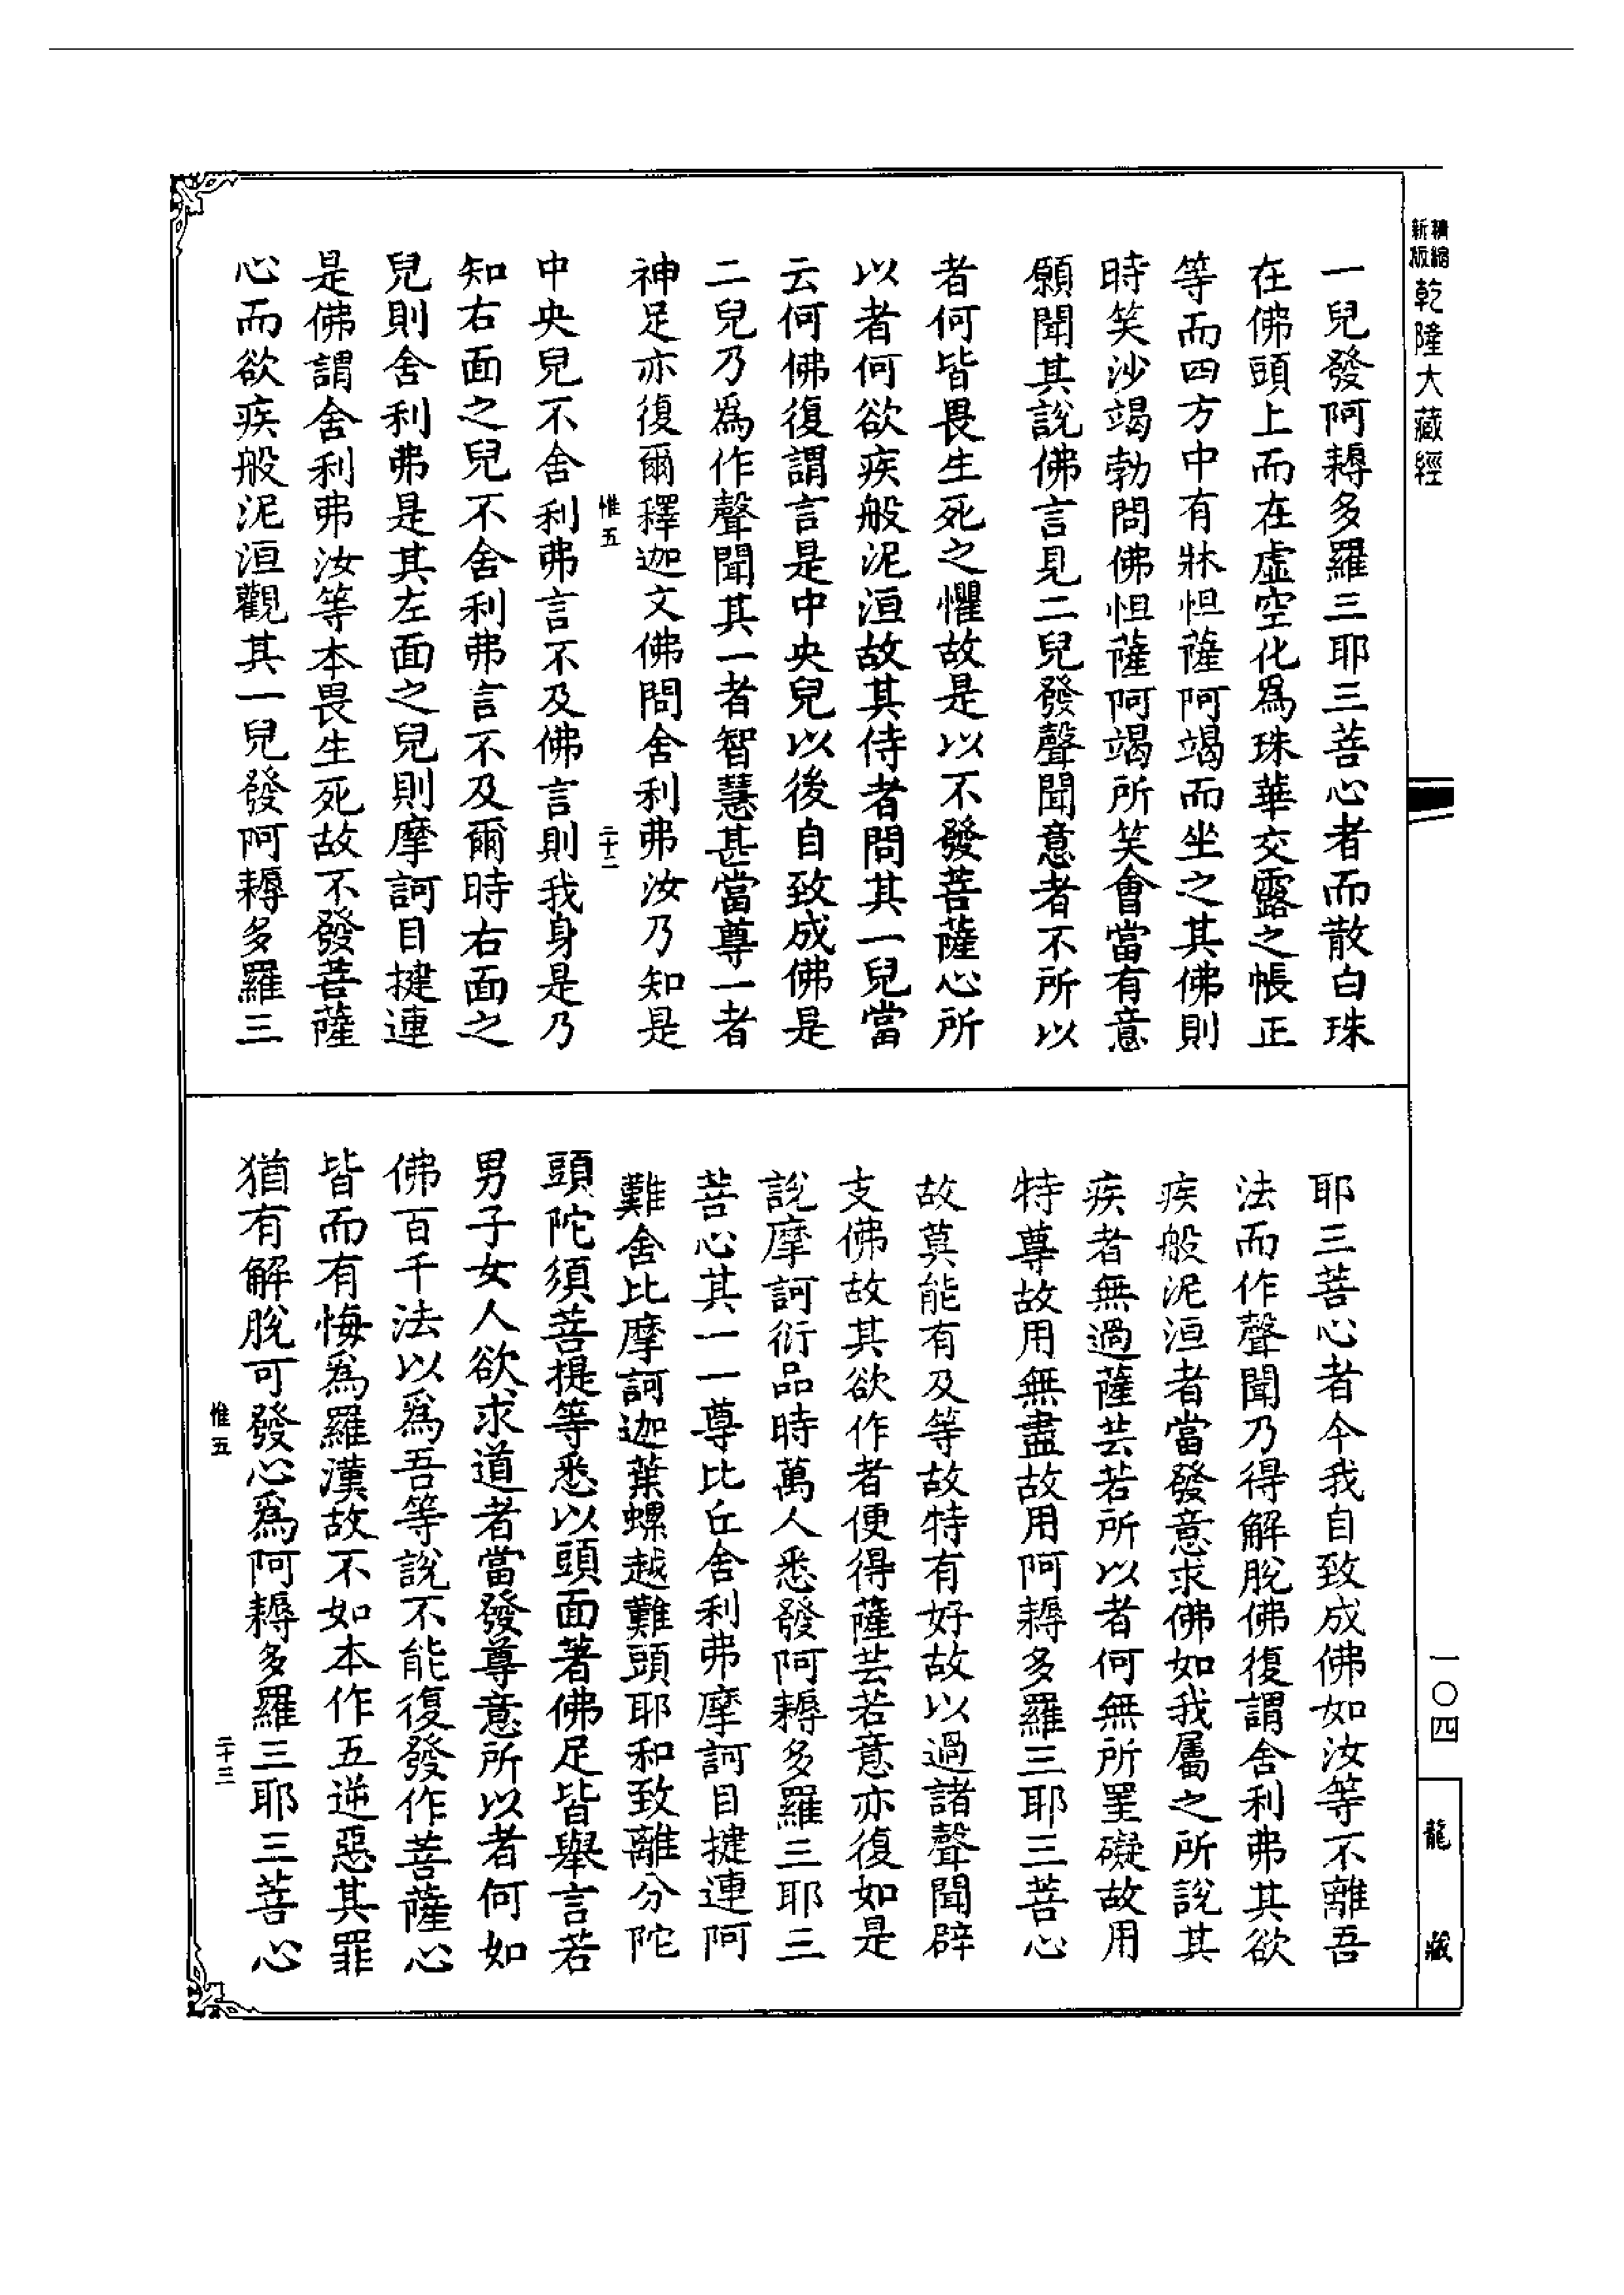 精縮新版
乾隆大藏經
一兒發阿耨多羅三耶三菩心者而散白珠
在佛頭上而在虛空化為珠華交露之帳正
等而四方中有牀怛薩阿竭而坐之其佛則
時笑沙竭勃問佛怛薩阿竭所笑會當有意
願聞其說佛言見二兒發聲聞意者不所以
者何皆畏生死之懼故是以不發菩薩心所
以者何欲疾般泥洹故其侍者問其一兒當
云何佛復謂言是中央兒以後自致成佛是
二兒乃為作聲聞其一者智慧甚當尊一者
神足亦復爾釋迦文佛問舍利弗汝乃知是
惟五
二十二
中央兒不舍利弗言不及佛言則我身是乃
知右面之兒不舍利弗言不及爾時右面之
兒則舍利弗是其左面之兒則摩訶目揵連
是佛謂舍利弗汝等本畏生死故不發菩薩
心而欲疾般泥洹觀其一兒發阿耨多羅三
耶三菩心者今我自致成佛如汝等不離吾
法而作聲聞乃得解脫佛復謂舍利弗其欲
疾般泥洹者當發意求佛如我屬之所說其
疾者無過薩芸若所以者何無所罣礙故用
特尊故用無盡故用阿耨多羅三耶三菩心
故莫能有及等故特有好故以過諸聲聞辟
支佛故其欲作者便得薩芸若意亦復如是
說摩訶衍品時萬人悉發阿耨多羅三耶三
菩心其一一尊比丘舍利弗摩訶目揵連阿
難舍比摩訶迦葉螺越難頭耶和致離分陀
頭陀須菩提等悉以頭面著佛足皆舉言若
男子女人欲求道者當發尊意所以者何如
佛百千法以為吾等說不能復發作菩薩心
皆而有悔為羅漢故不如本作五逆惡其罪
猶有解脫可發心為阿耨多羅三耶三菩心
惟五
二十三
一〇四
龍藏